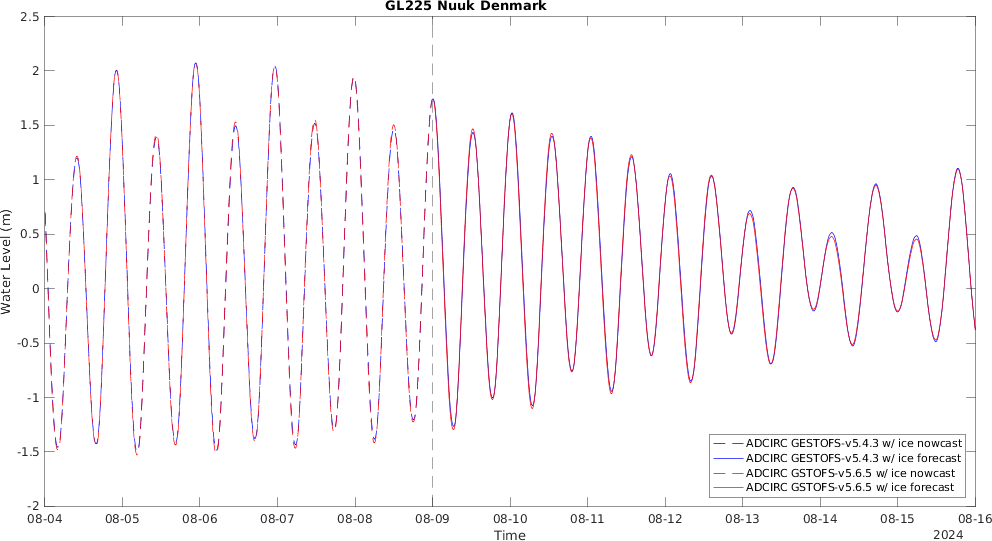 GL225 Nuuk Denmark
2.5
2
1.5
1
0.5
0
-0.5
-1
-1.5
-2
Water Level (m)
ADCIRC GESTOFS-v5.4.3 w/ ice nowcast
ADCIRC GESTOFS-v5.4.3 w/ ice forecast
ADCIRC GSTOFS-v5.6.5 w/ ice nowcast
ADCIRC GSTOFS-v5.6.5 w/ ice forecast
08-04 08-05 08-06 08-07 08-08 08-09 08-10 08-11 08-12 08-13 08-14 08-15 08-16
Time
2024